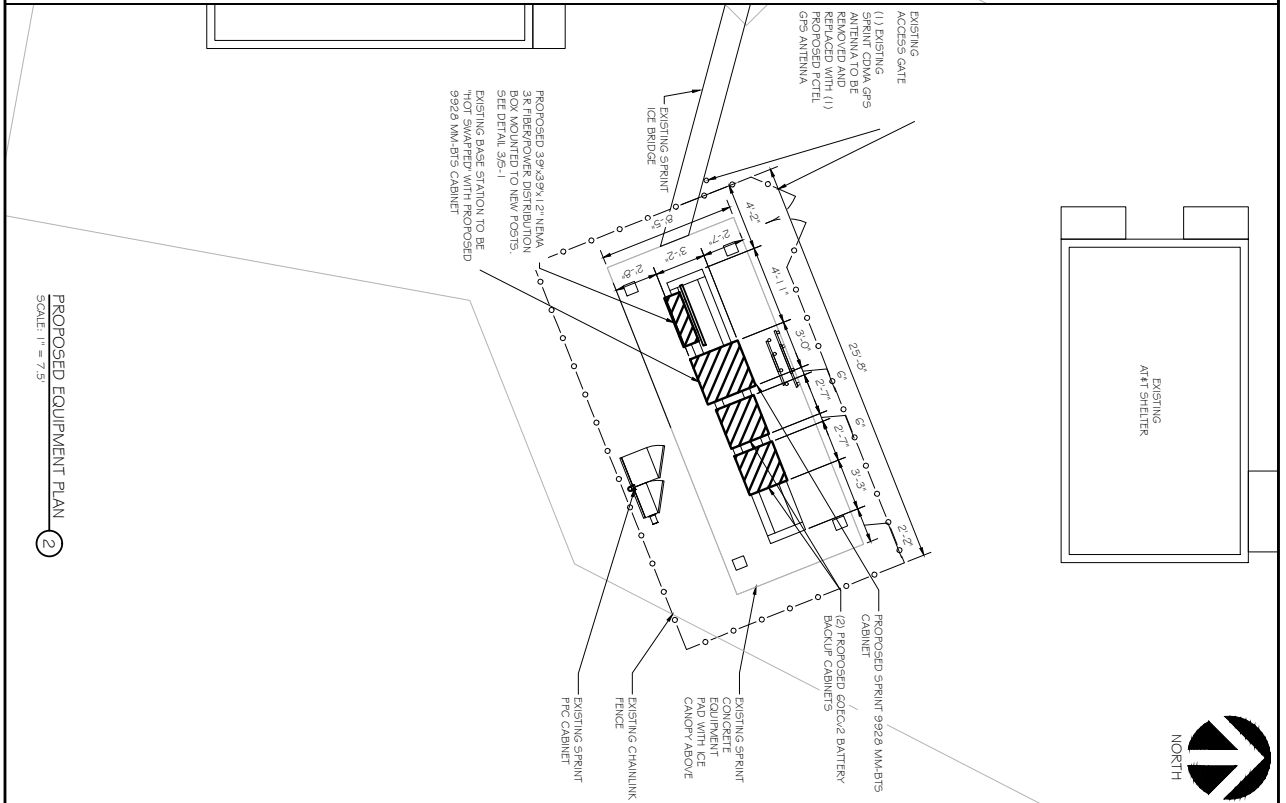 EXISTING
ACCESS GATE
(1) EXISTING
SPRINT CDMA GPS
ANTENNA TO BE
REMOVED AND
REPLACED WITH (1)
PROPOSED PCTEL
GPS ANTENNA
EXISTING SPRINT
ICE BRIDGE
PROPOSED 39"x39"x12" NEMA
3R FIBER/POWER DISTRIBUTION
BOX MOUNTED TO NEW POSTS.
SEE DETAIL 3/S-1
EXISTING BASE STATION TO BE
"HOT SWAPPED" WITH PROPOSED
9928 MM-BTS CABINET
EXISTING
AT&T SHELTER
25'-8"
4'-2"
4'-11"
3'-0"
6"
2'-7"
6"
2'-7"
3'-3"
2'-2"
8'-5"
2'-7"
3'-2"
2'-8"
PROPOSED SPRINT 9928 MM-BTS
CABINET
(2) PROPOSED 60ECv2 BATTERY
BACKUP CABINETS
EXISTING SPRINT
CONCRETE
EQUIPMENT
PAD WITH ICE
CANOPY ABOVE
EXISTING CHAINLINK
FENCE
EXISTING SPRINT
PPC CABINET
PROPOSED EQUIPMENT PLAN
SCALE: 1" = 7.5'
2
NORTH